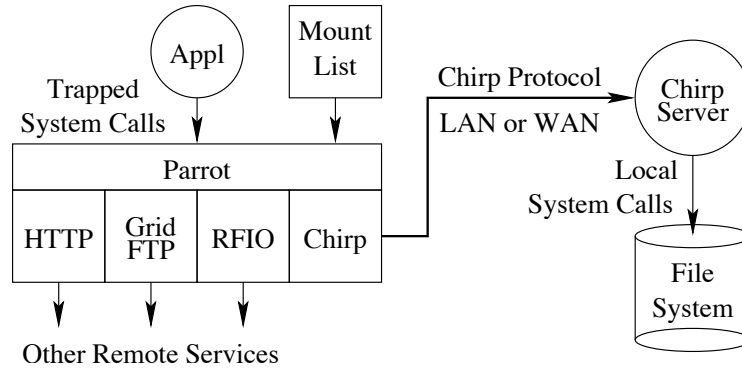 Appl
Mount
List
Trapped
System Calls
Chirp Protocol
LAN or WAN
Chirp
Server
Parrot
HTTP
Grid
FTP
RFIO
Chirp
Local
System Calls
File
System
Other Remote Services